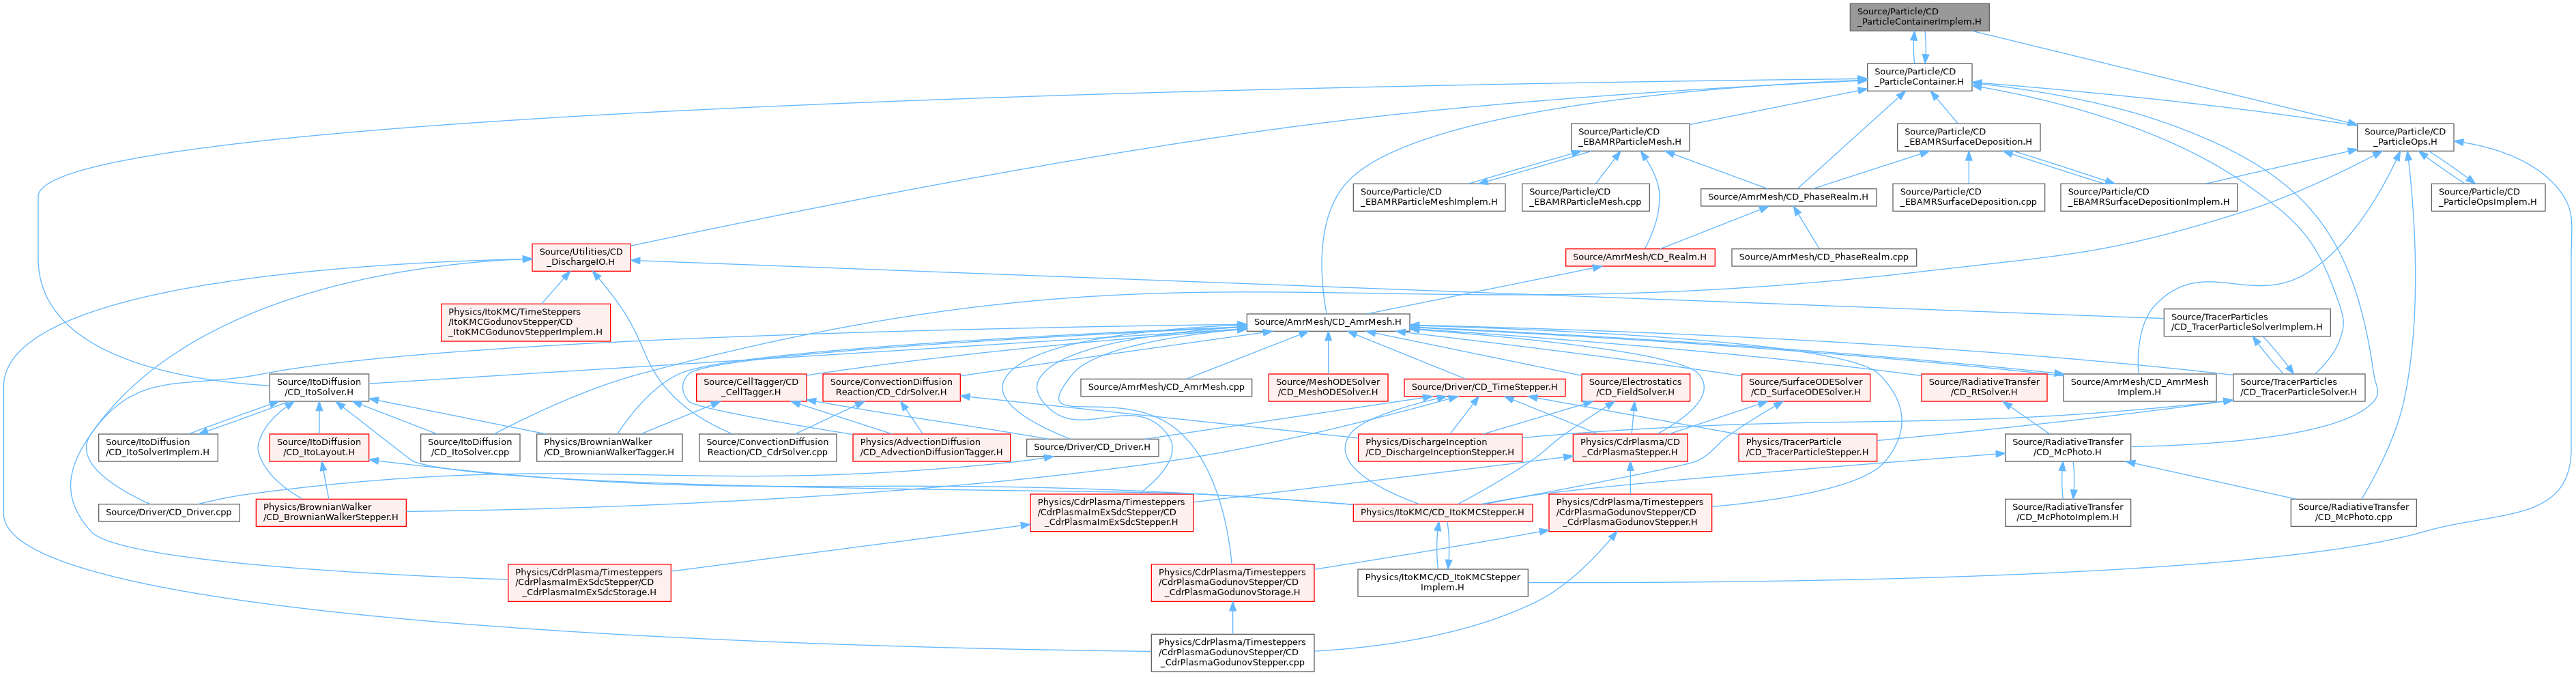 Source/Particle/CD
_ParticleContainerImplem.H
Source/Particle/CD
_ParticleContainer.H
Source/Particle/CD
_EBAMRParticleMesh.H
Source/Particle/CD
_EBAMRSurfaceDeposition.H
Source/Particle/CD
_ParticleOps.H
Source/Particle/CD
_EBAMRParticleMeshImplem.H
Source/Particle/CD
_EBAMRParticleMesh.cpp
Source/AmrMesh/CD_PhaseRealm.H
Source/Particle/CD
_EBAMRSurfaceDeposition.cpp
Source/Particle/CD
_EBAMRSurfaceDepositionImplem.H
Source/Particle/CD
_ParticleOpsImplem.H
Source/Utilities/CD
_DischargeIO.H
Source/AmrMesh/CD_Realm.H
Source/AmrMesh/CD_PhaseRealm.cpp
Physics/ItoKMC/TimeSteppers
/ItoKMCGodunovStepper/CD
_ItoKMCGodunovStepperImplem.H
Source/AmrMesh/CD_AmrMesh.H
Source/TracerParticles
/CD_TracerParticleSolverImplem.H
Source/ItoDiffusion
/CD_ItoSolver.H
Source/CellTagger/CD
_CellTagger.H
Source/ConvectionDiffusion
Reaction/CD_CdrSolver.H
Source/AmrMesh/CD_AmrMesh.cpp
Source/MeshODESolver
/CD_MeshODESolver.H
Source/Driver/CD_TimeStepper.H
Source/Electrostatics
/CD_FieldSolver.H
Source/SurfaceODESolver
/CD_SurfaceODESolver.H
Source/RadiativeTransfer
/CD_RtSolver.H
Source/AmrMesh/CD_AmrMesh
Implem.H
Source/TracerParticles
/CD_TracerParticleSolver.H
Source/ItoDiffusion
/CD_ItoSolverImplem.H
Source/ItoDiffusion
/CD_ItoLayout.H
Source/ItoDiffusion
/CD_ItoSolver.cpp
Physics/BrownianWalker
/CD_BrownianWalkerTagger.H
Source/ConvectionDiffusion
Reaction/CD_CdrSolver.cpp
Physics/AdvectionDiffusion
/CD_AdvectionDiffusionTagger.H
Source/Driver/CD_Driver.H
Physics/DischargeInception
/CD_DischargeInceptionStepper.H
Physics/CdrPlasma/CD
_CdrPlasmaStepper.H
Physics/TracerParticle
/CD_TracerParticleStepper.H
Source/RadiativeTransfer
/CD_McPhoto.H
Source/Driver/CD_Driver.cpp
Physics/BrownianWalker
/CD_BrownianWalkerStepper.H
Physics/CdrPlasma/Timesteppers
/CdrPlasmaImExSdcStepper/CD
_CdrPlasmaImExSdcStepper.H
Physics/ItoKMC/CD_ItoKMCStepper.H
Physics/CdrPlasma/Timesteppers
/CdrPlasmaGodunovStepper/CD
_CdrPlasmaGodunovStepper.H
Source/RadiativeTransfer
/CD_McPhotoImplem.H
Source/RadiativeTransfer
/CD_McPhoto.cpp
Physics/CdrPlasma/Timesteppers
/CdrPlasmaImExSdcStepper/CD
_CdrPlasmaImExSdcStorage.H
Physics/CdrPlasma/Timesteppers
/CdrPlasmaGodunovStepper/CD
_CdrPlasmaGodunovStorage.H
Physics/ItoKMC/CD_ItoKMCStepper
Implem.H
Physics/CdrPlasma/Timesteppers
/CdrPlasmaGodunovStepper/CD
_CdrPlasmaGodunovStepper.cpp